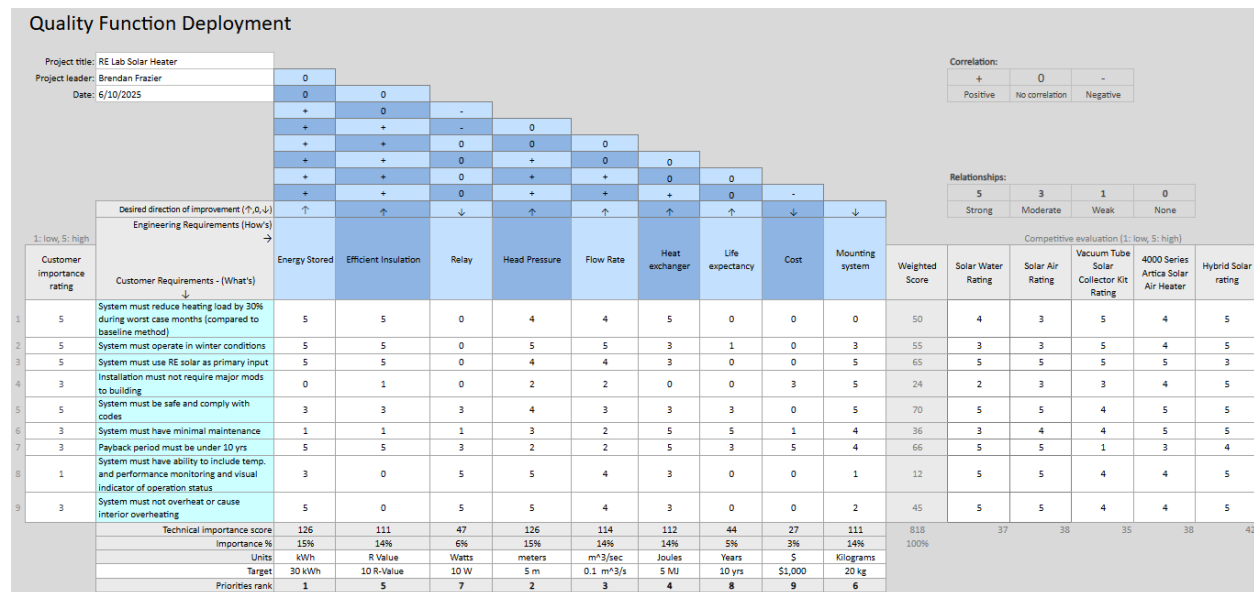 Quality Function Deployment
Project title: RE Lab Solar Heater
Correlation:
Project leader: Brendan Frazier 0 + 0 -
Date: 6/10/2025 0 0 Positive No correlation Negative
+ 0 -
+ + - 0
+ + 0 0 0
+ + 0 + 0 0
+ + 0 + + 0 0
Relationships:
+ + 0 + + + 0 - 5 3 1 0
Desired direction of improvement (↑,0,↓) ↑ ↑ ↓ ↑ ↑ ↑ ↑ ↓ ↓ Strong Moderate Weak None
Engineering Requirements (How's)
→
1: low, 5: high
Competitive evaluation (1: low, 5: high)
Customer importance rating
Customer Requirements - (What's)
↓
Energy Stored
Efficient Insulation
Relay
Head Pressure
Flow Rate
Heat exchanger
Life expectancy
Cost
Mounting system
Weighted Score
Solar Water Rating
Solar Air Rating
Vacuum Tube Solar Collector Kit Rating
4000 Series Artica Solar Air Heater
Hybrid Solar rating
1 5 System must reduce heating load by 30% during worst case months (compared to baseline method) 5 5 0 4 4 5 0 0 0 50 4 3 5 4 5
2 5 System must operate in winter conditions 5 5 0 5 5 3 1 0 3 55 3 3 5 4 5
3 5 System must use RE solar as primary input 5 5 0 4 4 3 0 0 5 65 5 5 5 5 3
4 3 Installation must not require major mods to building 0 1 0 2 2 0 0 3 5 24 2 3 3 4 5
5 5 System must be safe and comply with codes 3 3 3 4 3 3 3 0 5 70 5 5 4 5 5
6 3 System must have minimal maintenance 1 1 1 3 2 5 5 1 4 36 3 4 4 5 5
7 3 Payback period must be under 10 yrs 5 5 3 2 2 5 3 5 4 66 5 5 1 3 4
8 1 System must have ability to include temp. and performance monitoring and visual indicator of operation status 3 0 5 5 4 3 0 0 1 12 5 5 4 4 5
9 3 System must not overheat or cause interior overheating 5 0 5 5 4 3 0 0 2 45 5 5 4 4 5
Technical importance score 126 111 47 126 114 112 44 27 111 818 37 38 35 38 42
Importance % 15% 14% 6% 15% 14% 14% 5% 3% 14% 100%
Units kWh R Value Watts meters m^3/sec Joules Years $ Kilograms
Target 30 kWh 10 R-Value 10 W 5 m 0.1 m^3/s 5 MJ 10 yrs $1,000 20 kg
Priorities rank 1 5 7 2 3 4 8 9 6